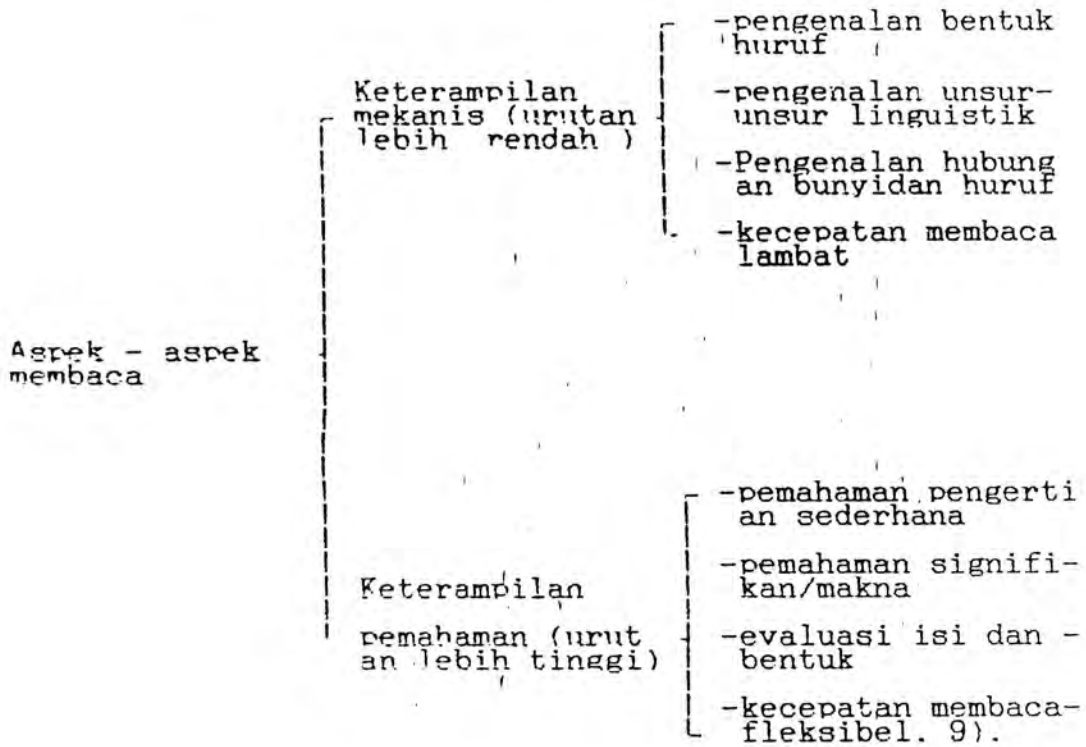 -pengenalan bentuk
huruf
Keterampilan
mekanis (urutan
lebih rendah )
-pengenalan unsur-
unsur linguistik
-Pengenalan hubung
an bunyidan huruf
-kecepatan membaca
lambat
Aspek - aspek
membaca
-pemahaman pengerti
an sederhana
-pemahaman signifi-
kan/makna
Keterampilan
pemahaman (urut
an lebih tinggi)
-evaluasi isi dan -
bentuk
-kecepatan membaca-
fleksibel. 9).